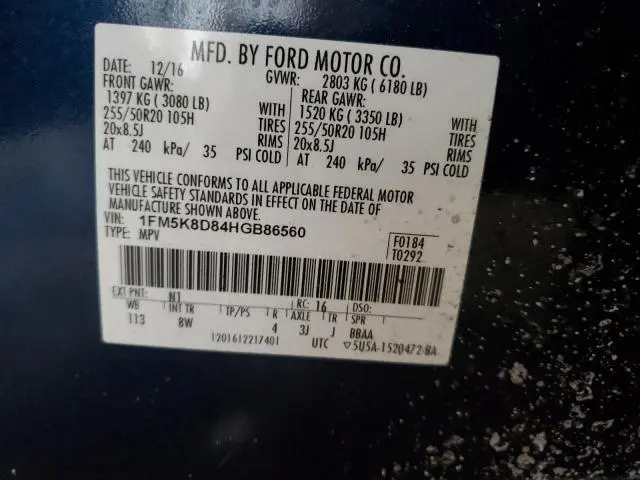 MFD. BY FORD MOTOR CO.
DATE: 12/16 GVWR: 2803 KG ( 6180 LB)
FRONT GAWR: REAR GAWR:
1397 KG ( 3080 LB) WITH 1520 KG ( 3350 LB) WITH
255/50R20 105H TIRES 255/50R20 105H TIRES
20x8.5J RIMS 20x8.5J RIMS
AT 240 kPa/ 35 PSI COLD AT 240 kPa/ 35 PSI COLD
THIS VEHICLE CONFORMS TO ALL APPLICABLE FEDERAL MOTOR
VEHICLE SAFETY STANDARDS IN EFFECT ON THE DATE OF
MANUFACTURE SHOWN ABOVE.
VIN: 1FM5K8D84HGB86560
TYPE: MPV
F0184
T0292
EXT PNT: N1 RC: 16 DSO:
WB INT TR TP/PS R AXLE TR SPR
113 8W 4 3J J BBAA
1201612217401 UTC ▽5U5A-1520472-BA